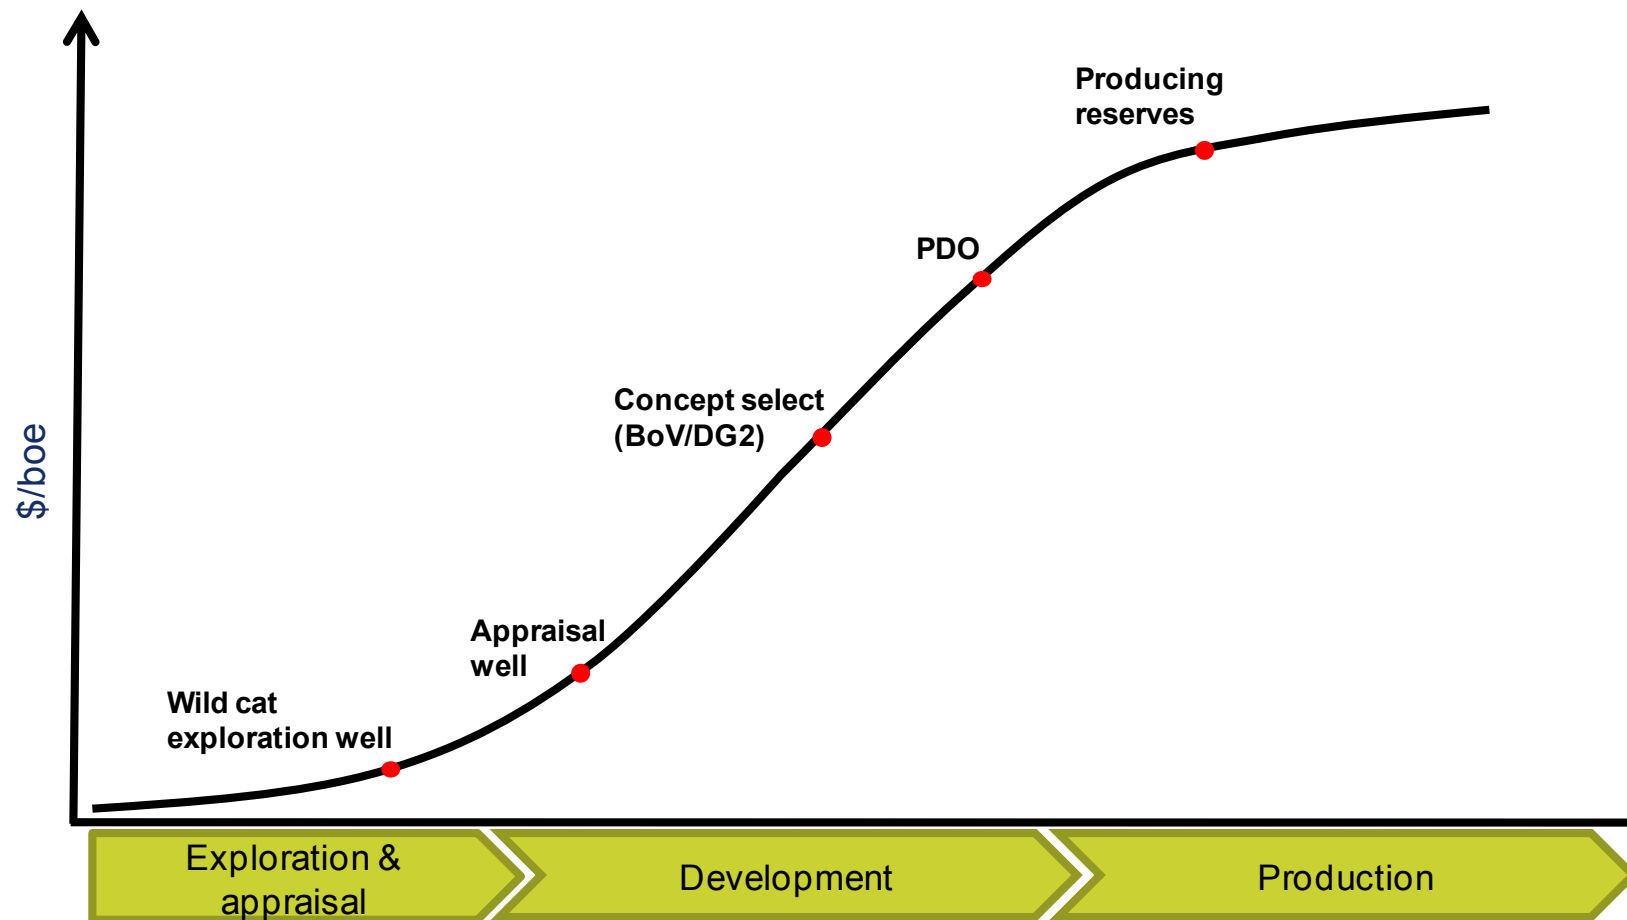 Producing
reserves
PDO
Concept select
(BoV/DG2)
$/boe
Appraisal
well
Wild cat
exploration well
Exploration &
appraisal
Development
Production